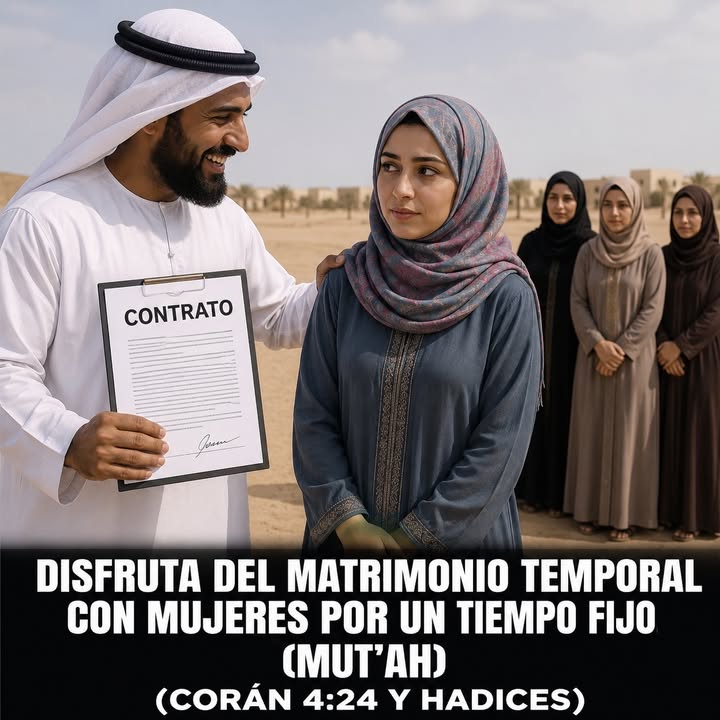 CONTRATO
DISFRUTA DEL MATRIMONIO TEMPORAL
CON MUJERES POR UN TIEMPO FIJO
(MUT'AH)
(CORÁN 4:24 Y HADICES)